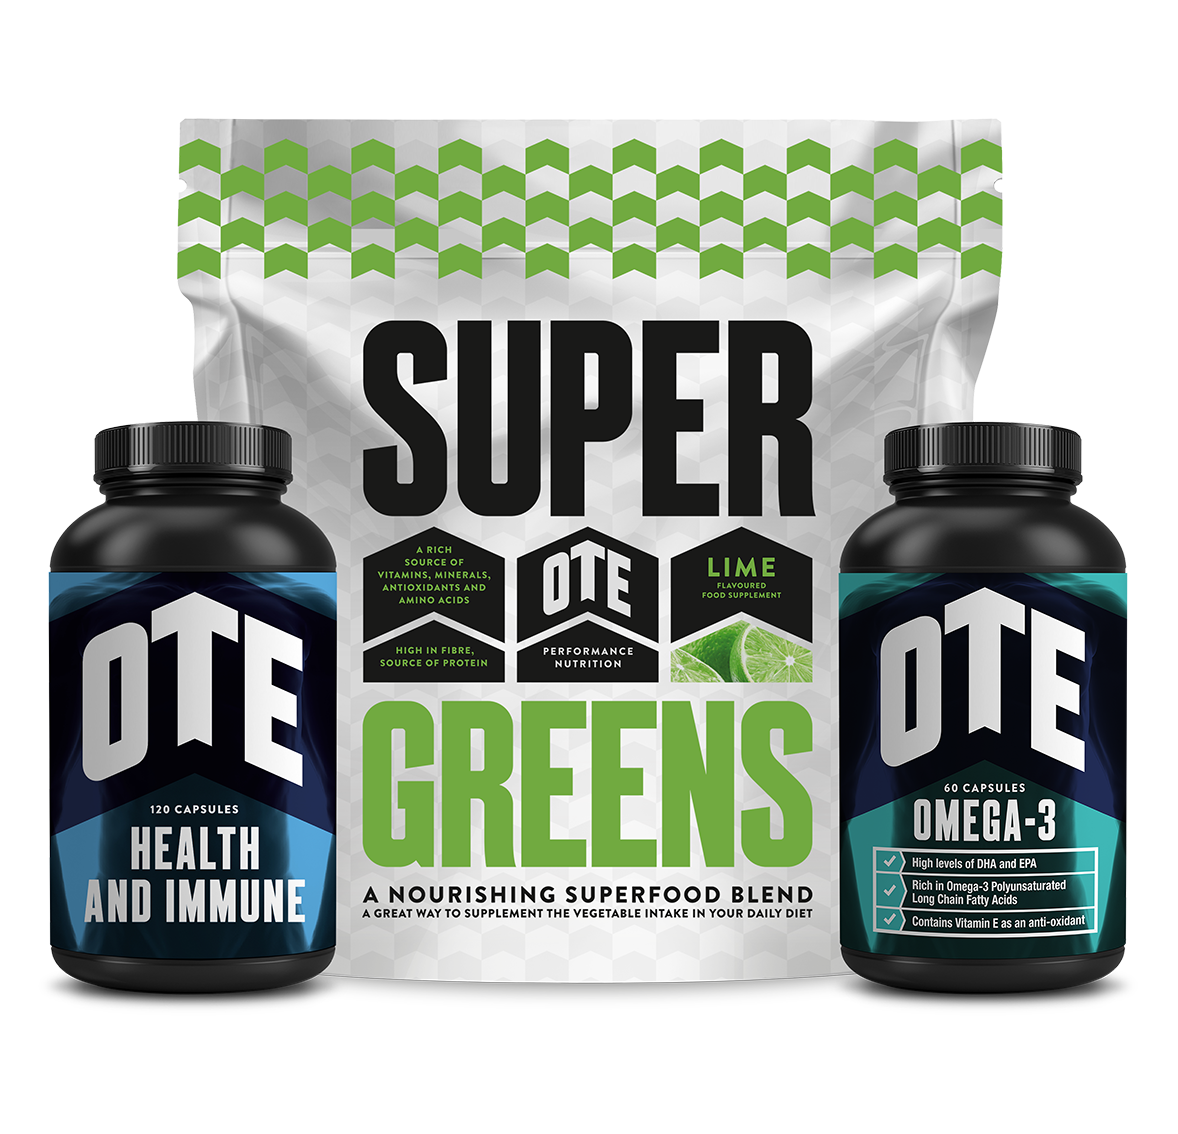 SUPER
A RICH
SOURCE OF
VITAMINS, MINERALS,
ANTIOXIDANTS AND
AMINO ACIDS
HIGH IN FIBRE,
SOURCE OF PROTEIN
OTE
PERFORMANCE
NUTRITION
LIME
FLAVOURED
FOOD SUPPLEMENT
GREENS
A NOURISHING SUPERFOOD BLEND
A GREAT WAY TO SUPPLEMENT THE VEGETABLE INTAKE IN YOUR DAILY DIET
OTE
120 CAPSULES
HEALTH
AND IMMUNE
OTE
60 CAPSULES
OMEGA-3
High levels of DHA and EPA
Rich in Omega-3 Polyunsaturated
Long Chain Fatty Acids
Contains Vitamin E as an anti-oxidant